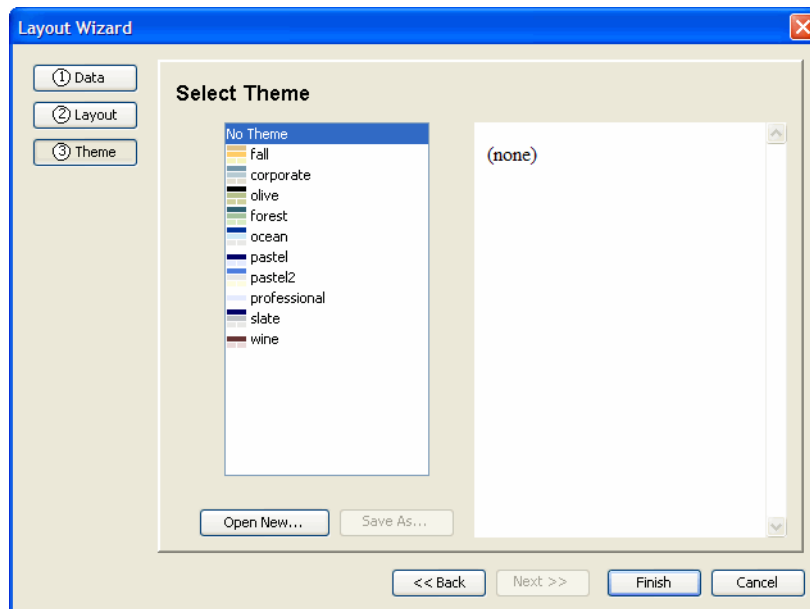 Layout Wizard
① Data
② Layout
③ Theme
Select Theme
No Theme
fall
corporate
olive
forest
ocean
pastel
pastel2
professional
slate
wine
(none)
Open New...
Save As...
<< Back
Next >>
Finish
Cancel